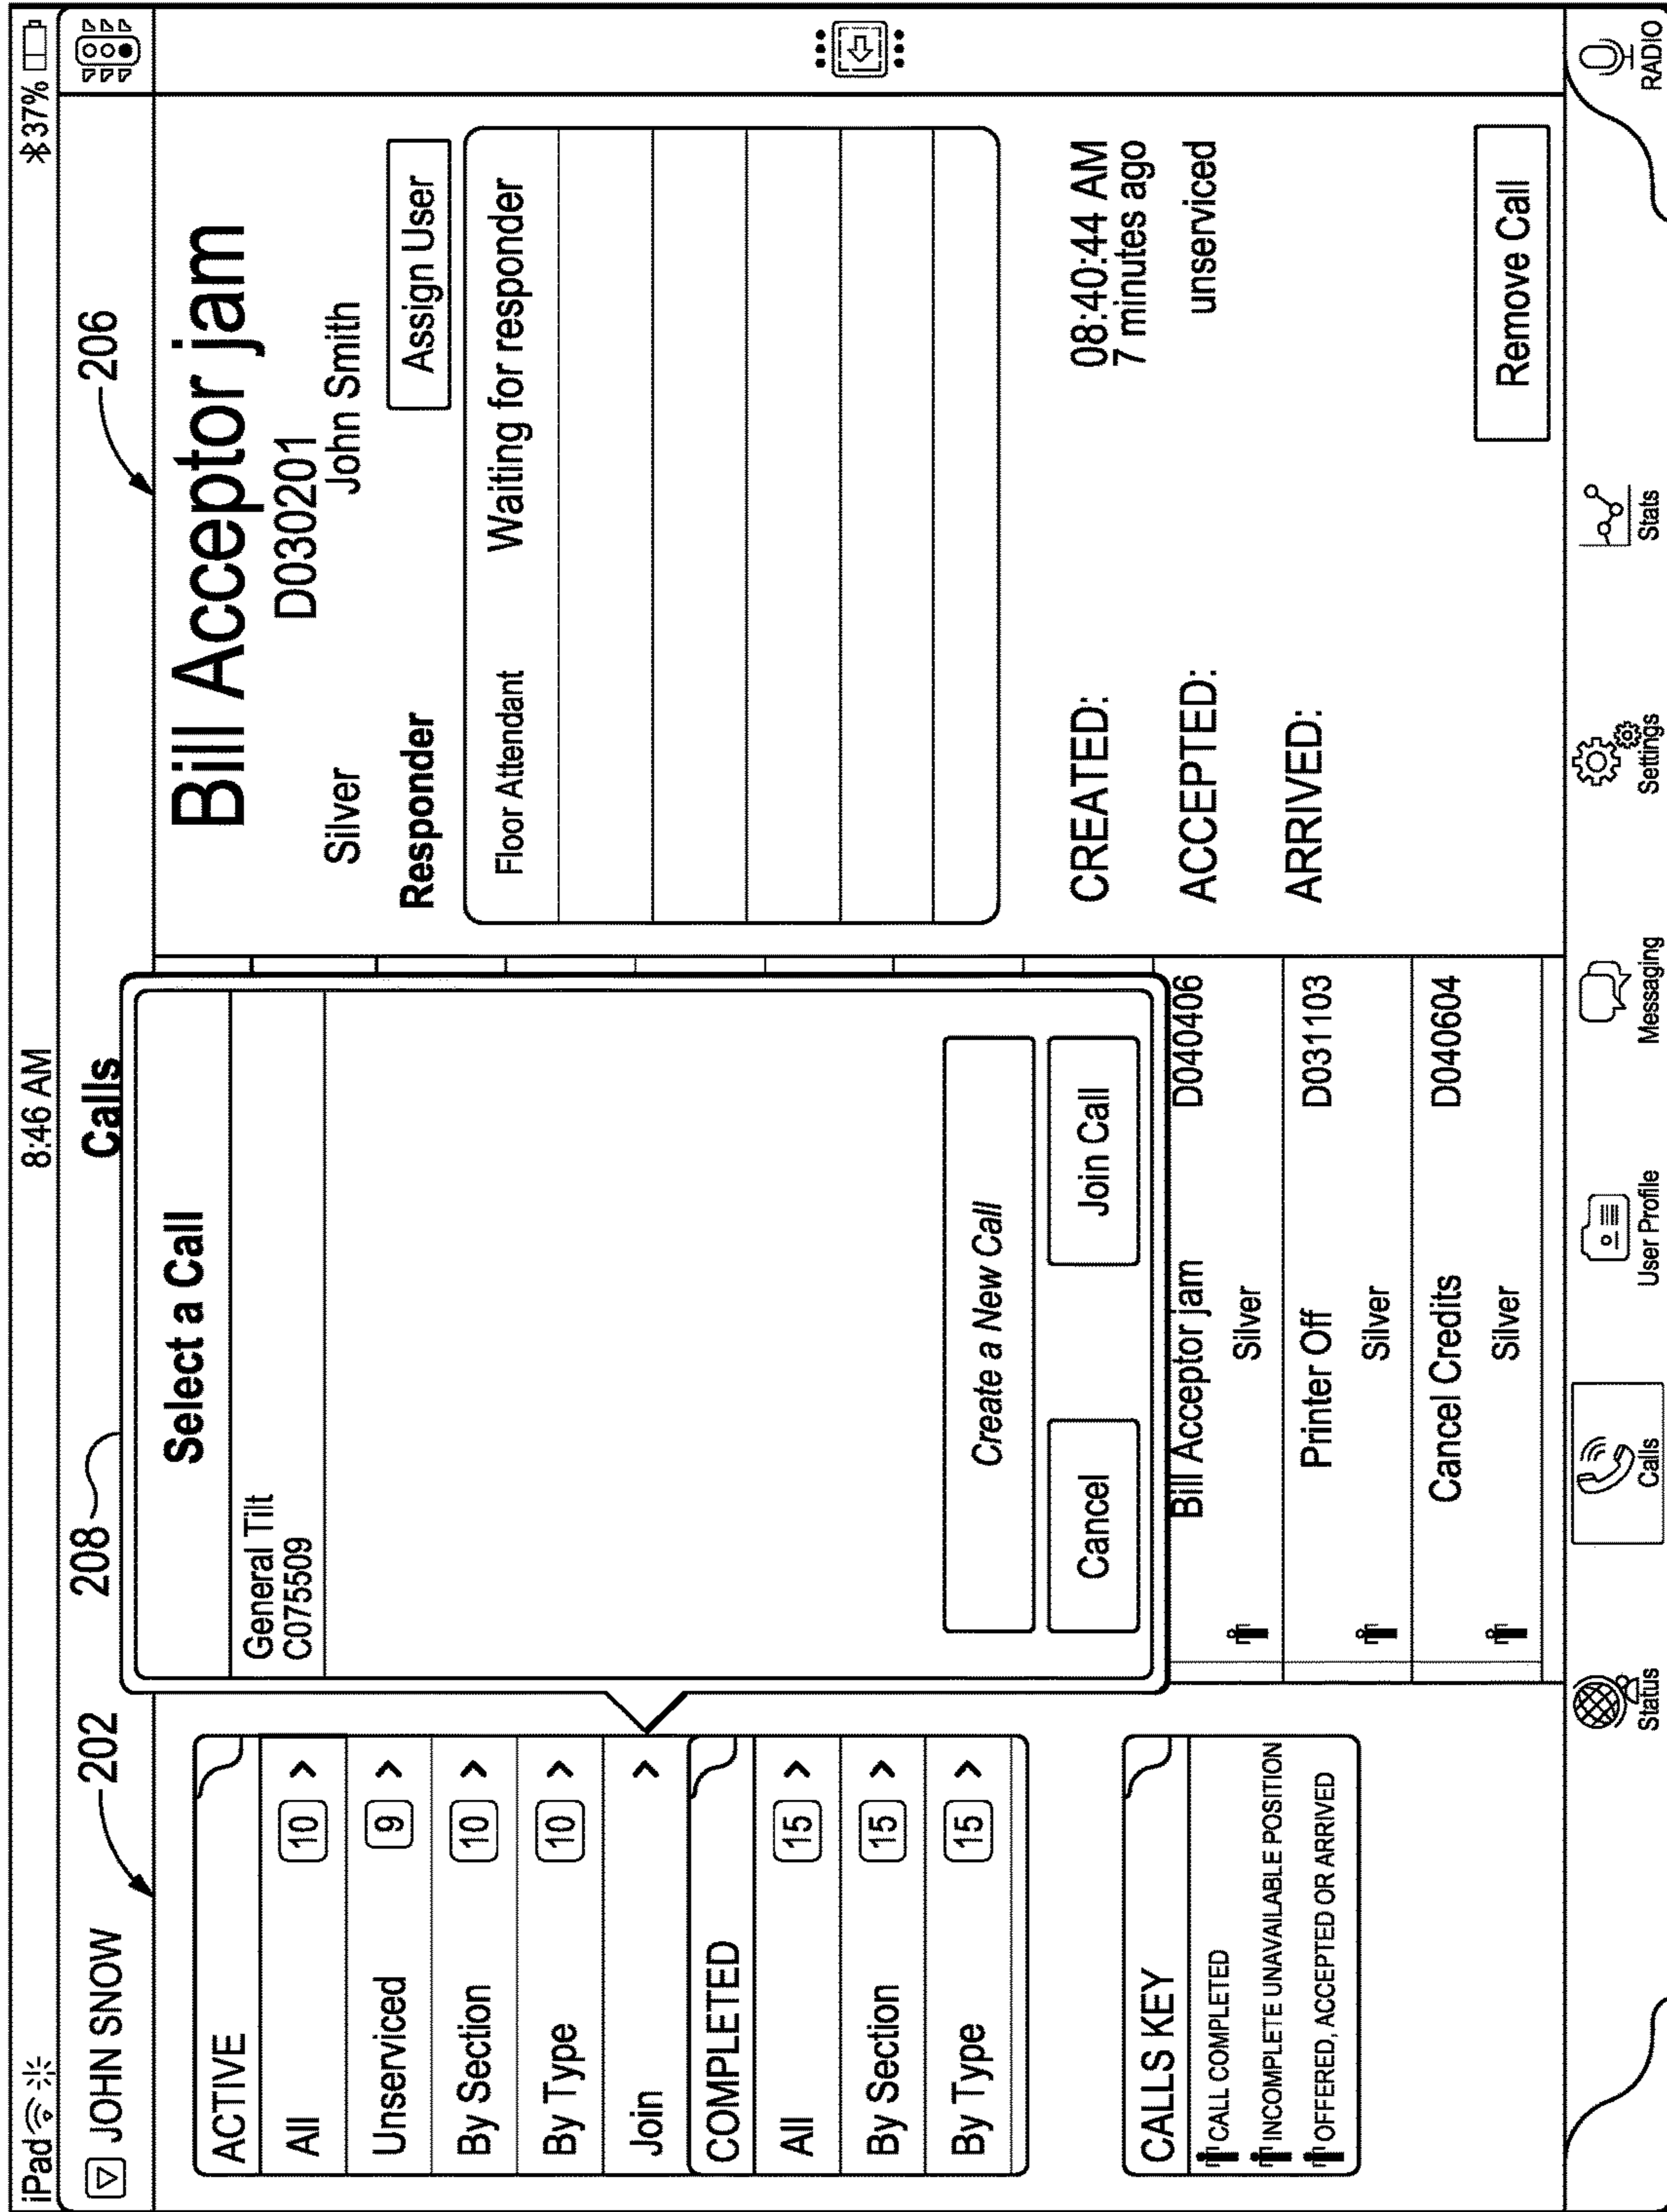 iPad 8:46 AM 37%
JOHN SNOW
202
208
Calls
206
ACTIVE
All 10 >
Unserviced 9 >
By Section 10 >
By Type 10 >
Join >
COMPLETED
All 15 >
By Section 15 >
By Type 15 >
CALLS KEY
CALL COMPLETED
INCOMPLETE UNAVAILABLE POSITION
OFFERED, ACCEPTED OR ARRIVED
Select a Call
General Tilt
C075509
Create a New Call
Cancel Join Call
Bill Acceptor jam D040406
Silver
Printer Off D031103
Silver
Cancel Credits D040604
Silver
Bill Acceptor jam
D030201
Silver John Smith
Responder Assign User
Floor Attendant Waiting for responder
CREATED: 08:40:44 AM
7 minutes ago
ACCEPTED: unserviced
ARRIVED:
Remove Call
Status
Calls
User Profile
Messaging
Settings
Stats
RADIO